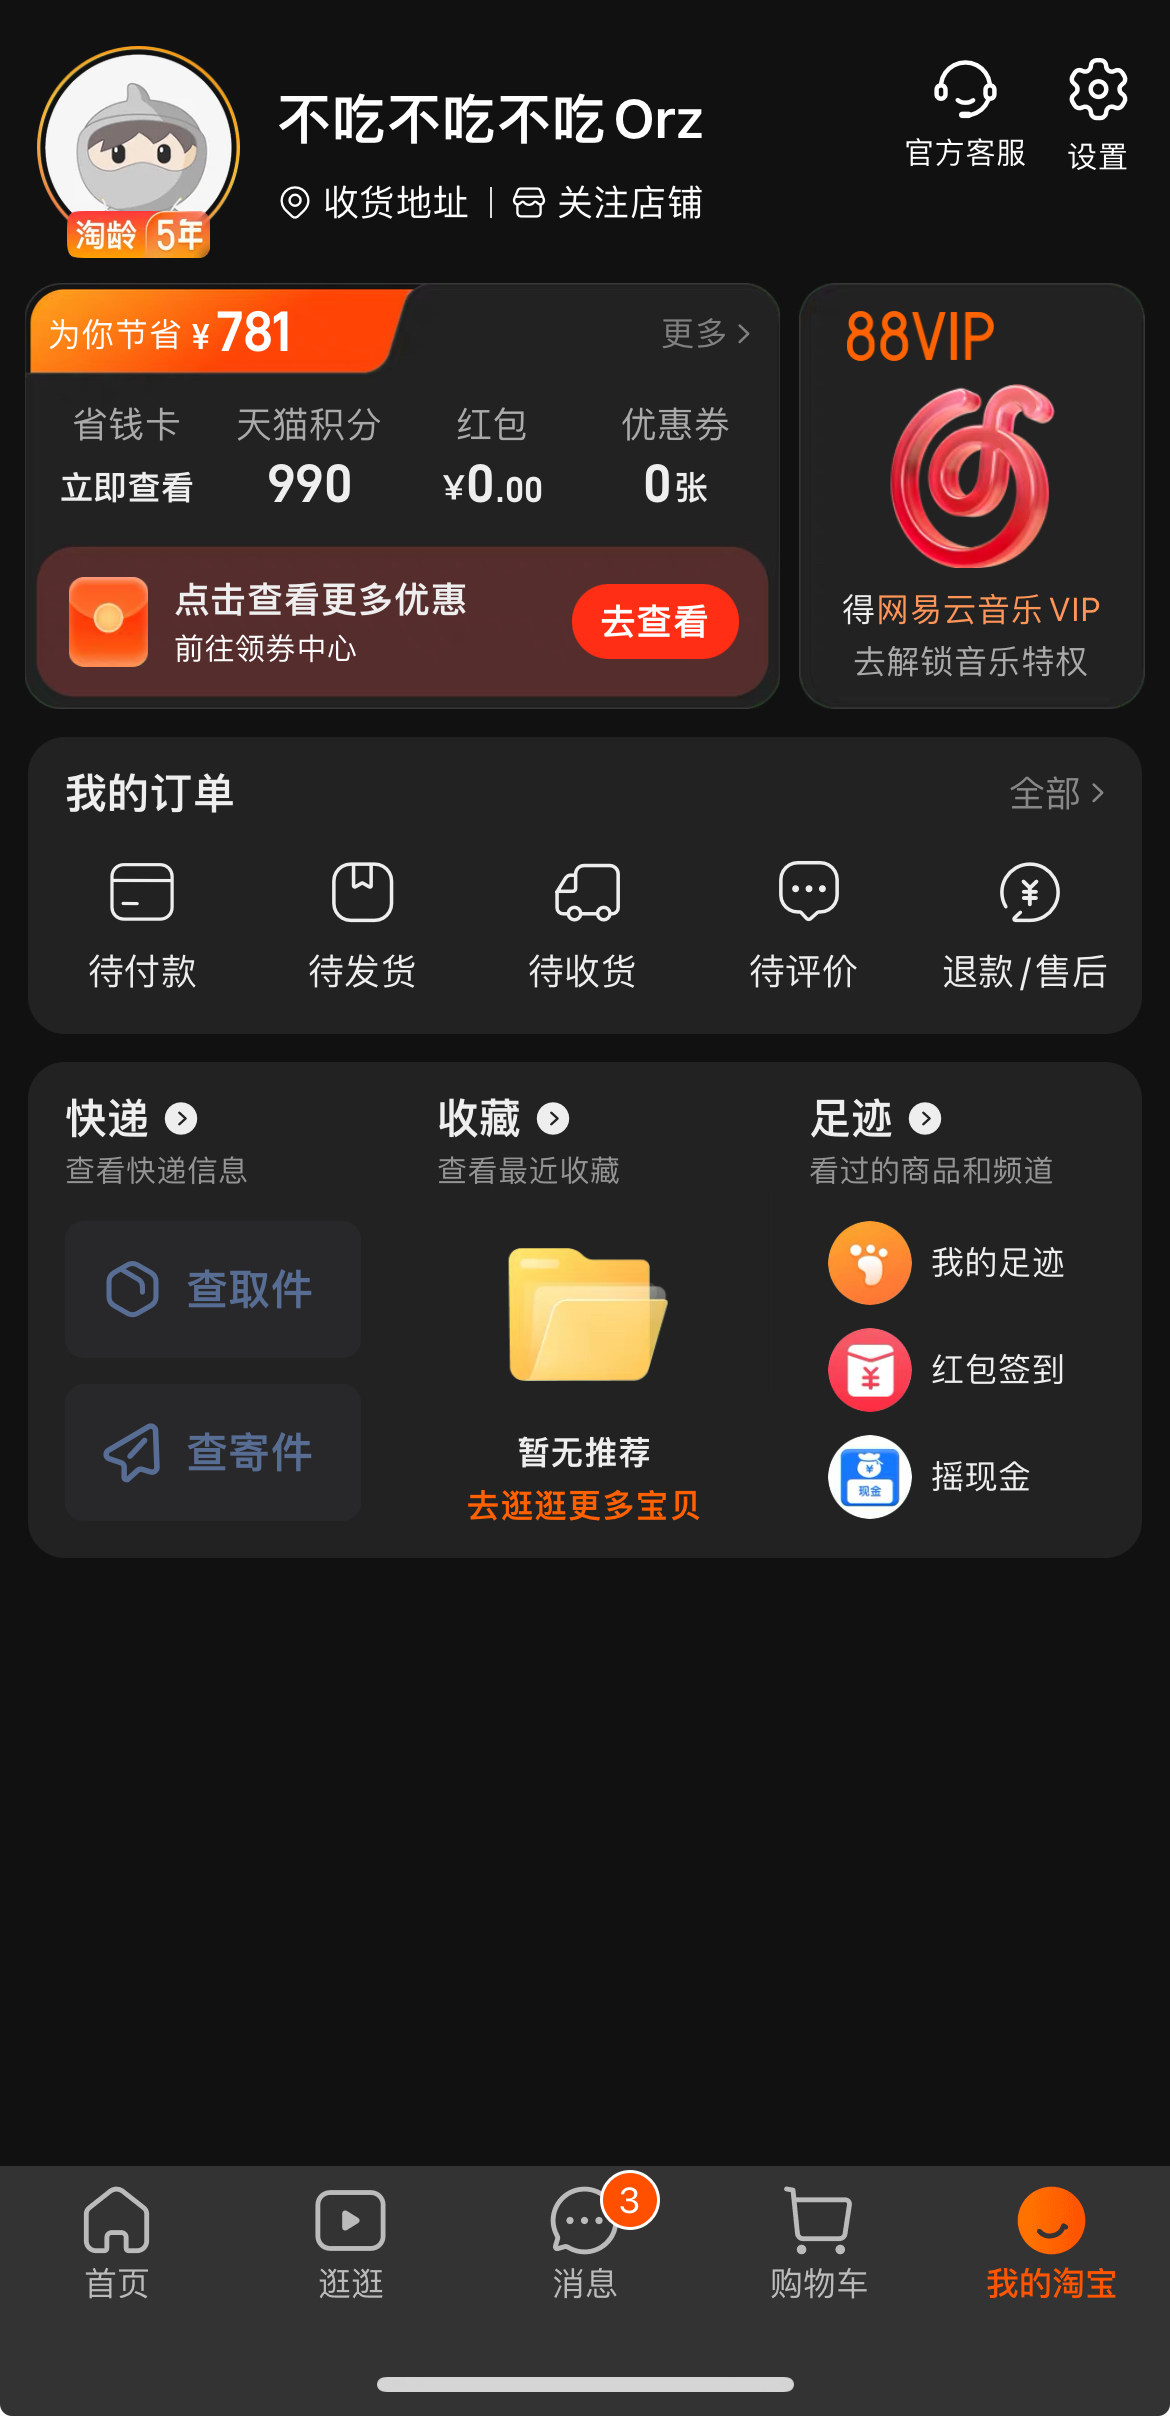 不吃不吃不吃Orz
官方客服
设置
收货地址 | 关注店铺
淘龄 5年
为你节省 ¥781
更多 >
88VIP
省钱卡 天猫积分 红包 优惠券
立即查看 990 ¥0.00 0张
点击查看更多优惠
前往领券中心
去查看
得网易云音乐VIP
去解锁音乐特权
我的订单
全部 >
待付款 待发货 待收货 待评价 退款/售后
快递 收藏 足迹
查看快递信息 查看最近收藏 看过的商品和频道
查取件
查寄件
暂无推荐
去逛逛更多宝贝
我的足迹
红包签到
现金
摇现金
3
首页 逛逛 消息 购物车 我的淘宝